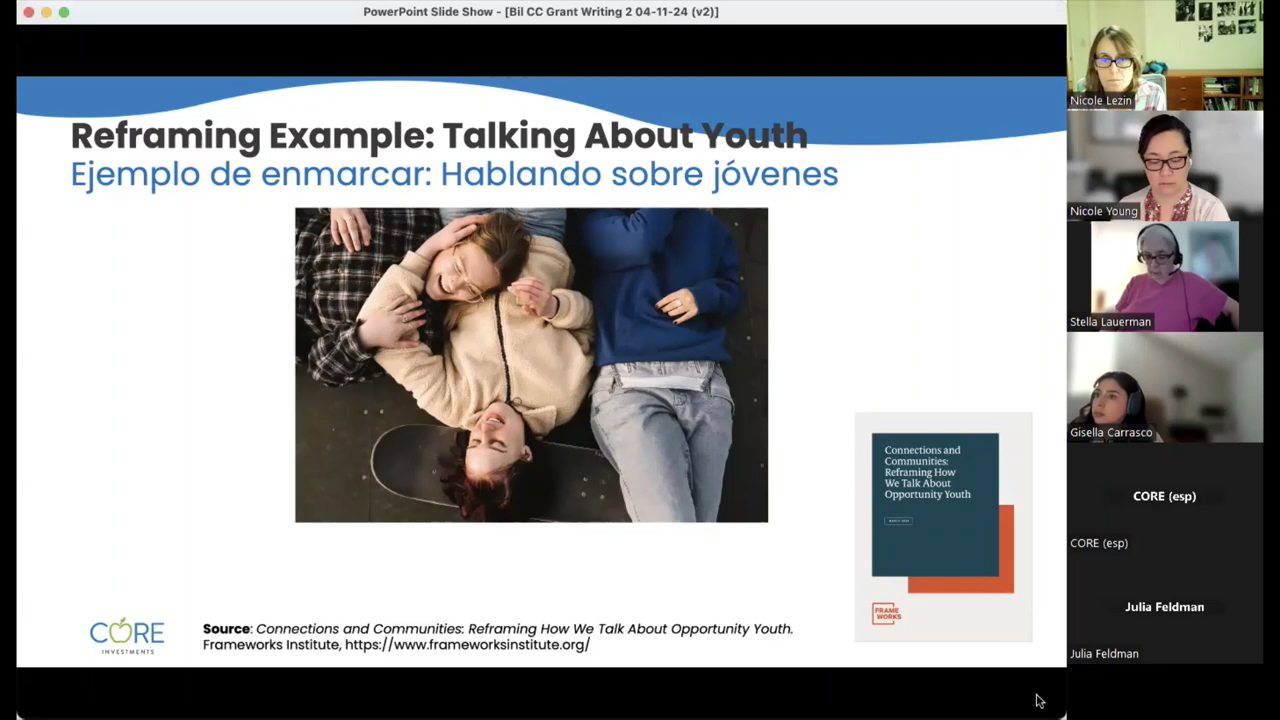 PowerPoint Slide Show - [Bil CC Grant Writing 2 04-11-24 (v2)]
Reframing Example: Talking About Youth
Ejemplo de enmarcar: Hablando sobre jóvenes
Connections and
Communities:
Reframing How
We Talk About
Opportunity Youth
FRAME
WORKS
CORE
INVESTMENTS
Source: Connections and Communities: Reframing How We Talk About Opportunity Youth.
Frameworks Institute, https://www.frameworksinstitute.org/
Nicole Lezin
Nicole Young
Stella Lauerman
Gisella Carrasco
CORE (esp)
CORE (esp)
Julia Feldman
Julia Feldman